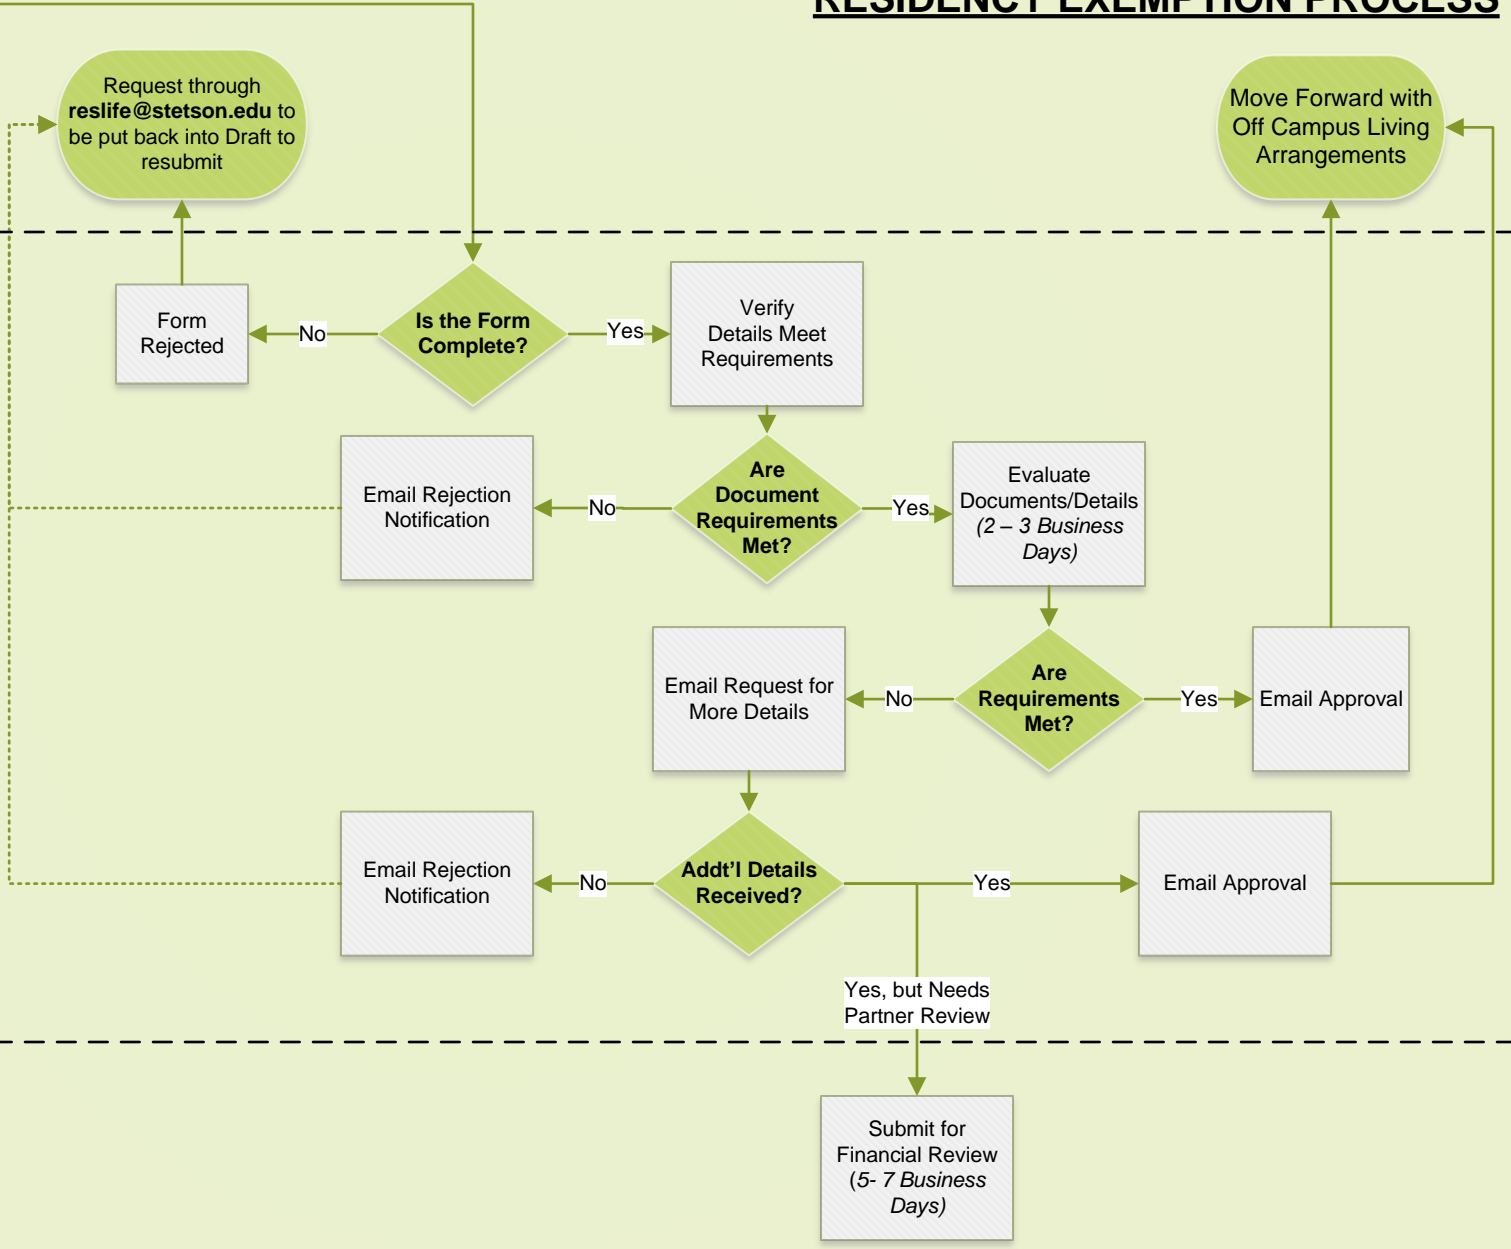 RESIDENCY EXEMPTION PROCESS
Request through
reslife@stetson.edu to
be put back into Draft to
resubmit
Move Forward with
Off Campus Living
Arrangements
Form
Rejected
No
Is the Form
Complete?
Yes
Verify
Details Meet
Requirements
Email Rejection
Notification
No
Are
Document
Requirements
Met?
Yes
Evaluate
Documents/Details
(2 – 3 Business
Days)
Email Request for
More Details
No
Are
Requirements
Met?
Yes
Email Approval
Email Rejection
Notification
No
Addt'l Details
Received?
Yes
Email Approval
Yes, but Needs
Partner Review
Submit for
Financial Review
(5- 7 Business
Days)